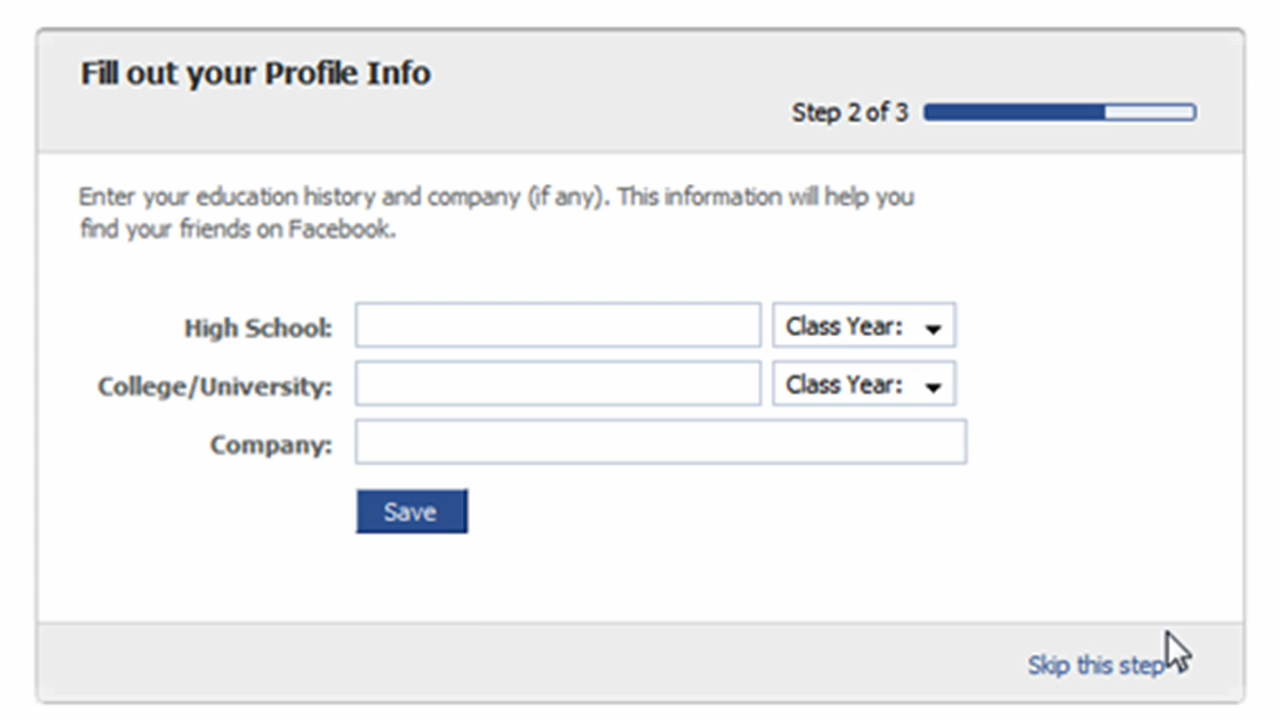 Fill out your Profile Info
Step 2 of 3
Enter your education history and company (if any). This information will help you
find your friends on Facebook.
High School: Class Year:
College/University: Class Year:
Company:
Save
Skip this step